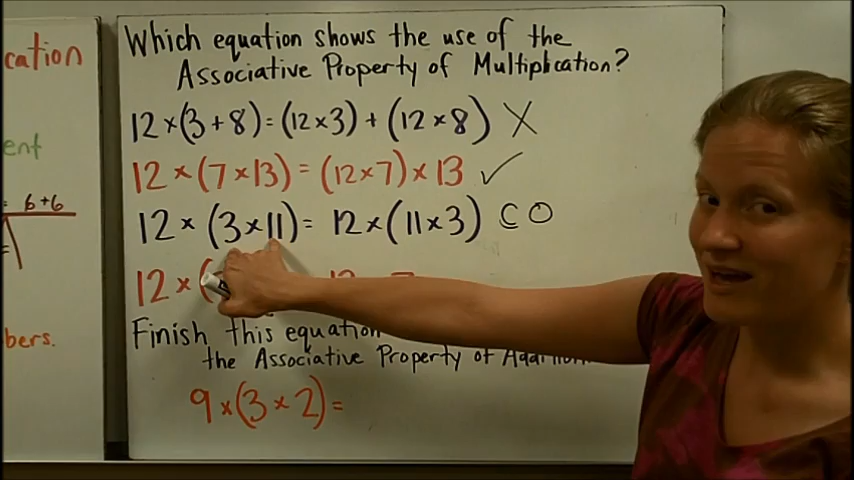 cation
ent
= 6+6
bers.
Which equation shows the use of the
Associative Property of Multiplication?
12×(3+8)=(12×3)+(12×8) X
12×(7×13)=(12×7)×13 ✓
12×(3×11)=12×(11×3) CO
12×(
Finish this equation
the Associative Property of Addition
9×(3×2)=